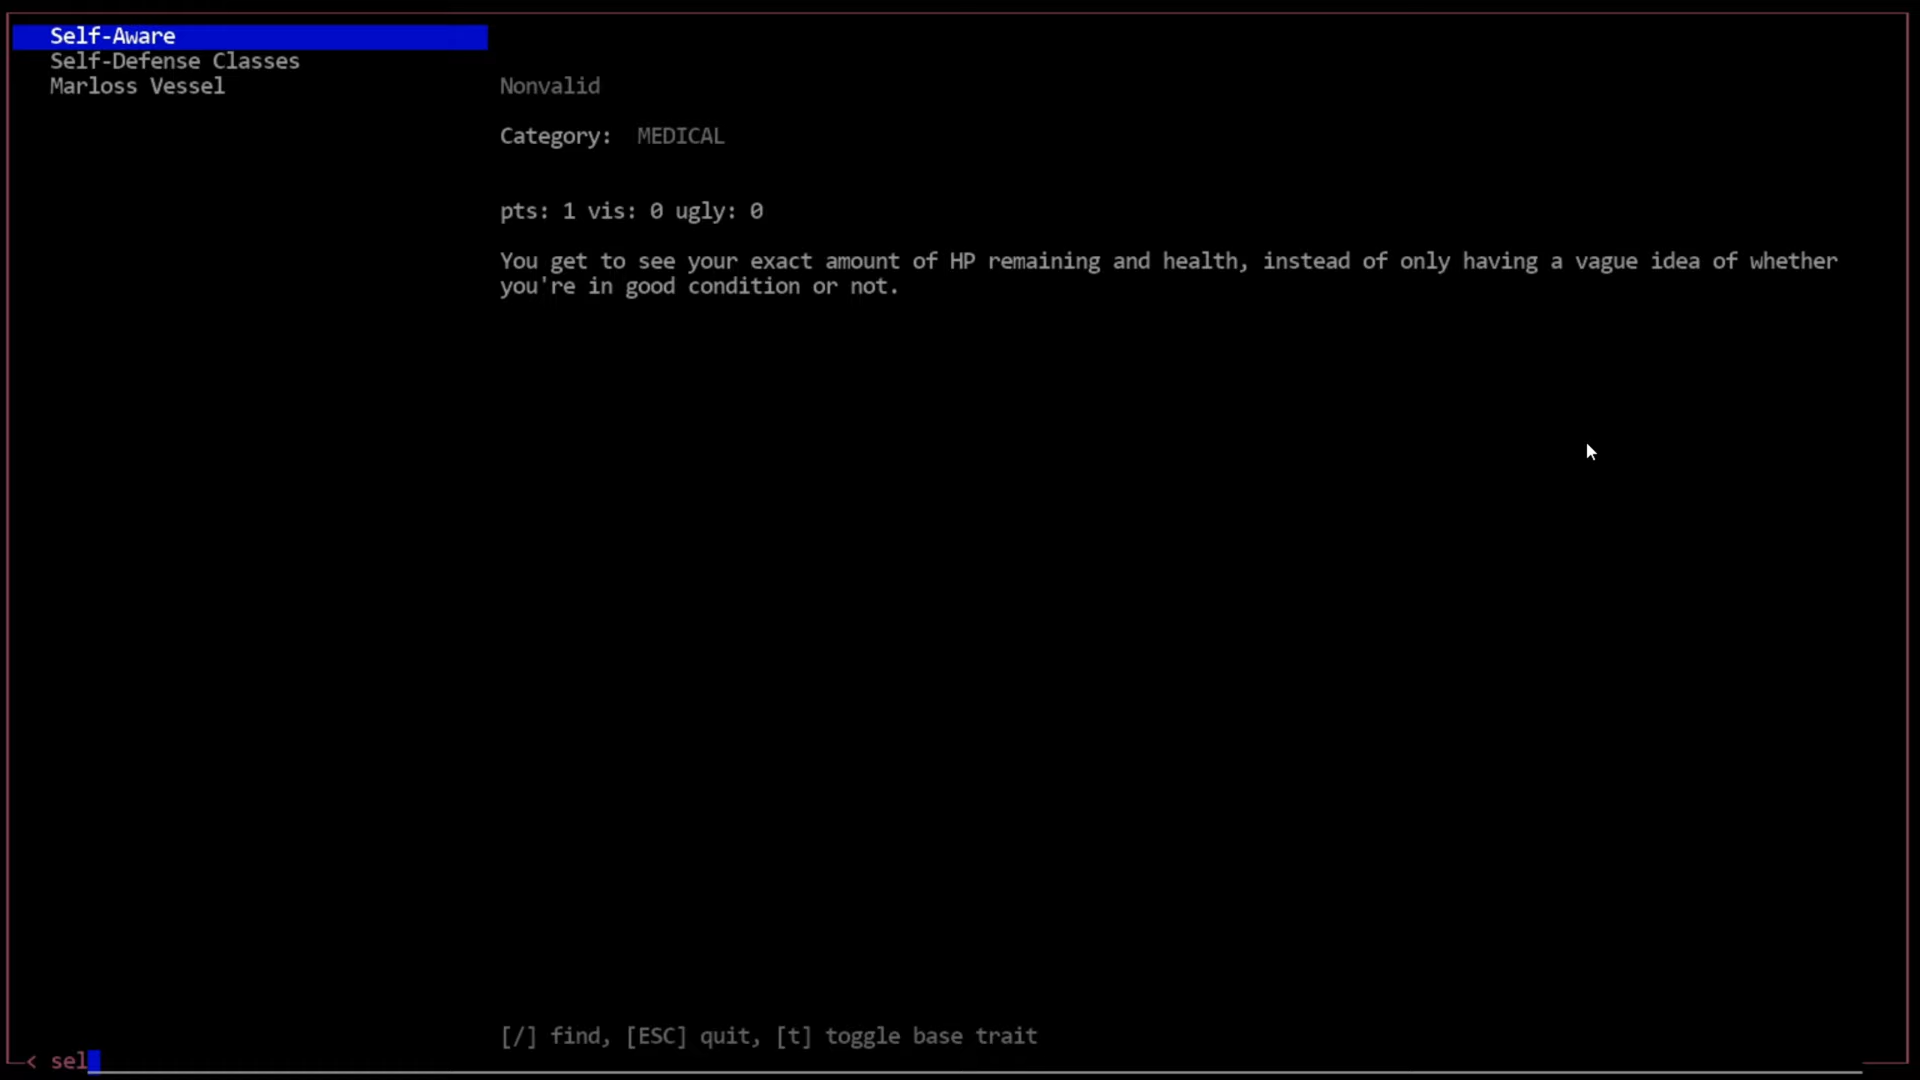 Self-Aware
Self-Defense Classes
Marloss Vessel
Nonvalid
Category: MEDICAL
pts: 1 vis: 0 ugly: 0
You get to see your exact amount of HP remaining and health, instead of only having a vague idea of whether
you're in good condition or not.
[/] find, [ESC] quit, [t] toggle base trait
< sel